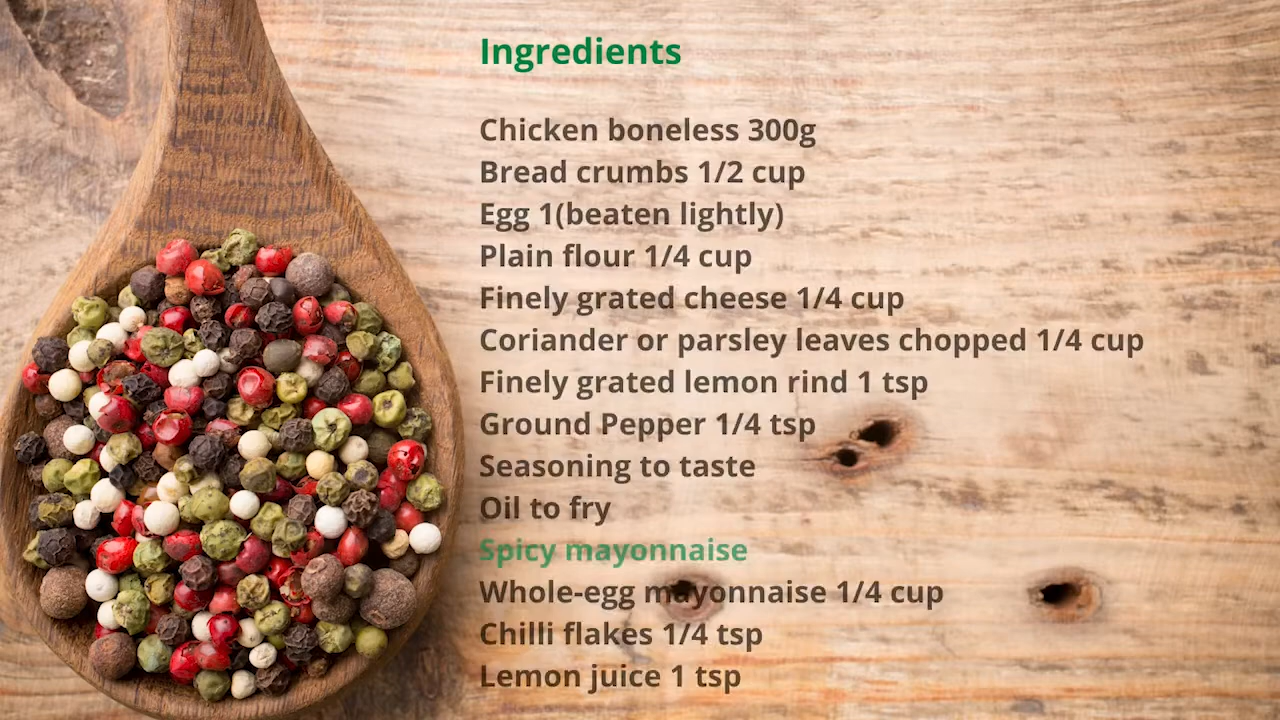 Ingredients
Chicken boneless 300g
Bread crumbs 1/2 cup
Egg 1(beaten lightly)
Plain flour 1/4 cup
Finely grated cheese 1/4 cup
Coriander or parsley leaves chopped 1/4 cup
Finely grated lemon rind 1 tsp
Ground Pepper 1/4 tsp
Seasoning to taste
Oil to fry
Spicy mayonnaise
Whole-egg mayonnaise 1/4 cup
Chilli flakes 1/4 tsp
Lemon juice 1 tsp